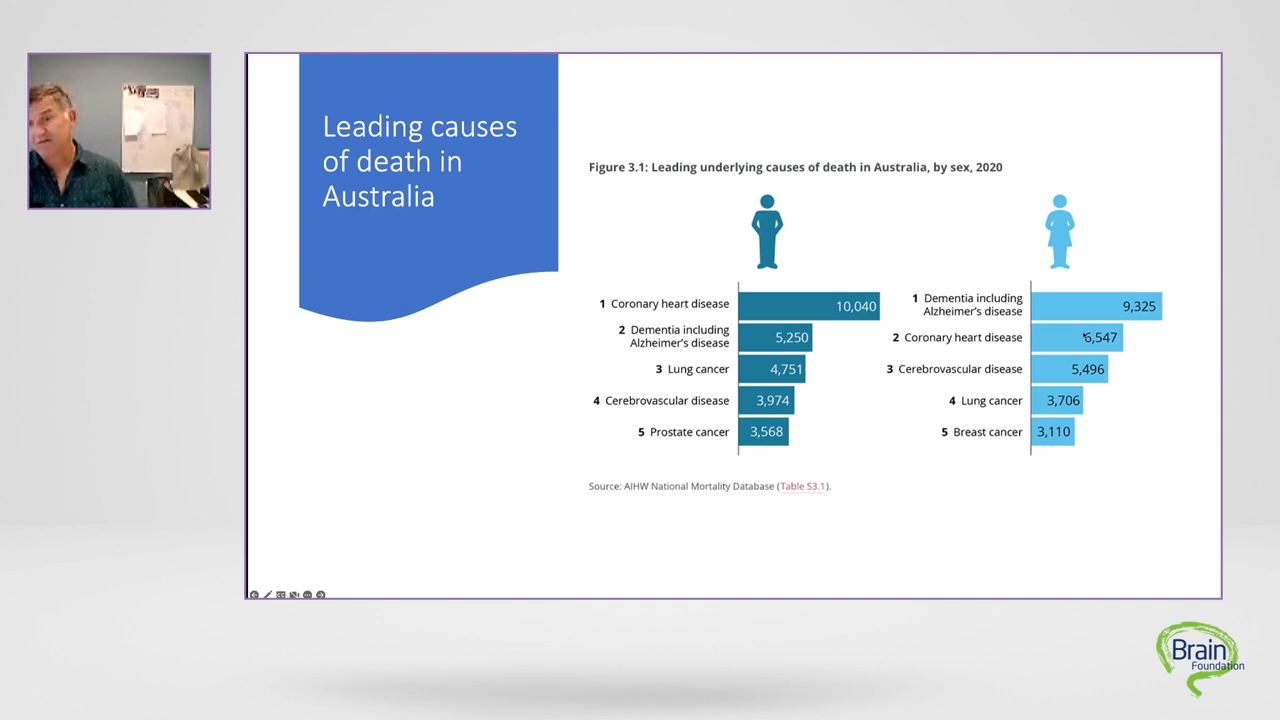 Leading causes
of death in
Australia
Figure 3.1: Leading underlying causes of death in Australia, by sex, 2020
1 Coronary heart disease 10,040
2 Dementia including
Alzheimer's disease 5,250
3 Lung cancer 4,751
4 Cerebrovascular disease 3,974
5 Prostate cancer 3,568
1 Dementia including
Alzheimer's disease 9,325
2 Coronary heart disease 6,547
3 Cerebrovascular disease 5,496
4 Lung cancer 3,706
5 Breast cancer 3,110
Source: AIHW National Mortality Database (Table S3.1).
Brain
Foundation